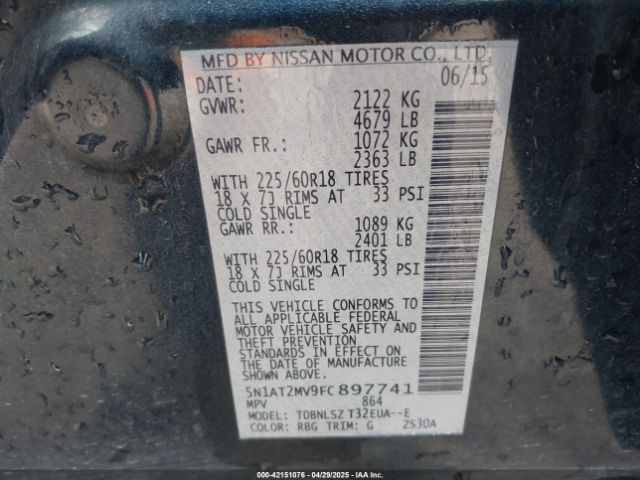 MFD BY NISSAN MOTOR CO., LTD.
DATE: 06/15
GVWR: 2122 KG
4679 LB
GAWR FR.: 1072 KG
2363 LB
WITH 225/60R18 TIRES
18 X 7J RIMS AT 33 PSI
COLD SINGLE
GAWR RR.: 1089 KG
2401 LB
WITH 225/60R18 TIRES
18 X 7J RIMS AT 33 PSI
COLD SINGLE
THIS VEHICLE CONFORMS TO
ALL APPLICABLE FEDERAL
MOTOR VEHICLE SAFETY AND
THEFT PREVENTION
STANDARDS IN EFFECT ON
THE DATE OF MANUFACTURE
SHOWN ABOVE.
5N1AT2MV9FC897741
MPV 864
MODEL: TDBNLSZ T32EUA--E
COLOR: RBG TRIM: G ZS30A
000-42151076 - 04/29/2025 - IAAI.COM